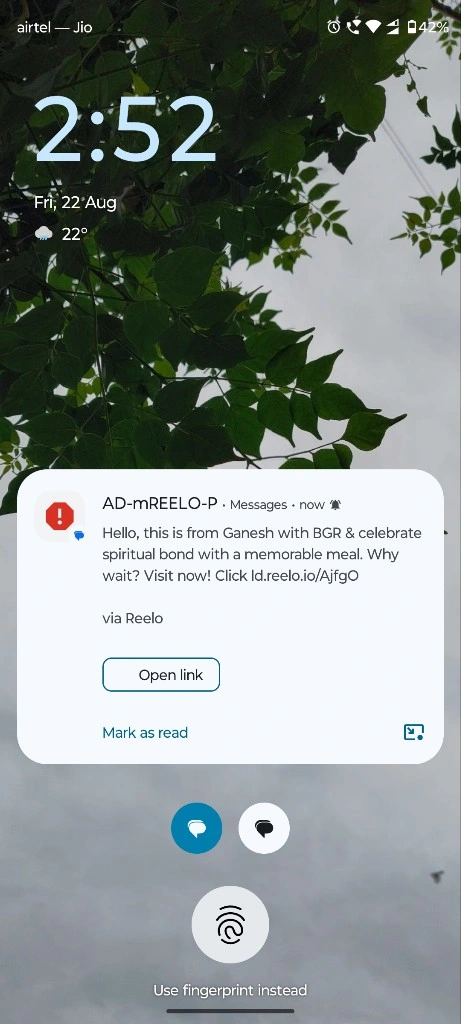 airtel — Jio
42%
2:52
Fri, 22 Aug
22°
AD-mREELO-P • Messages • now
Hello, this is from Ganesh with BGR & celebrate
spiritual bond with a memorable meal. Why
wait? Visit now! Click ld.reelo.io/AjfgO
via Reelo
Open link
Mark as read
Use fingerprint instead